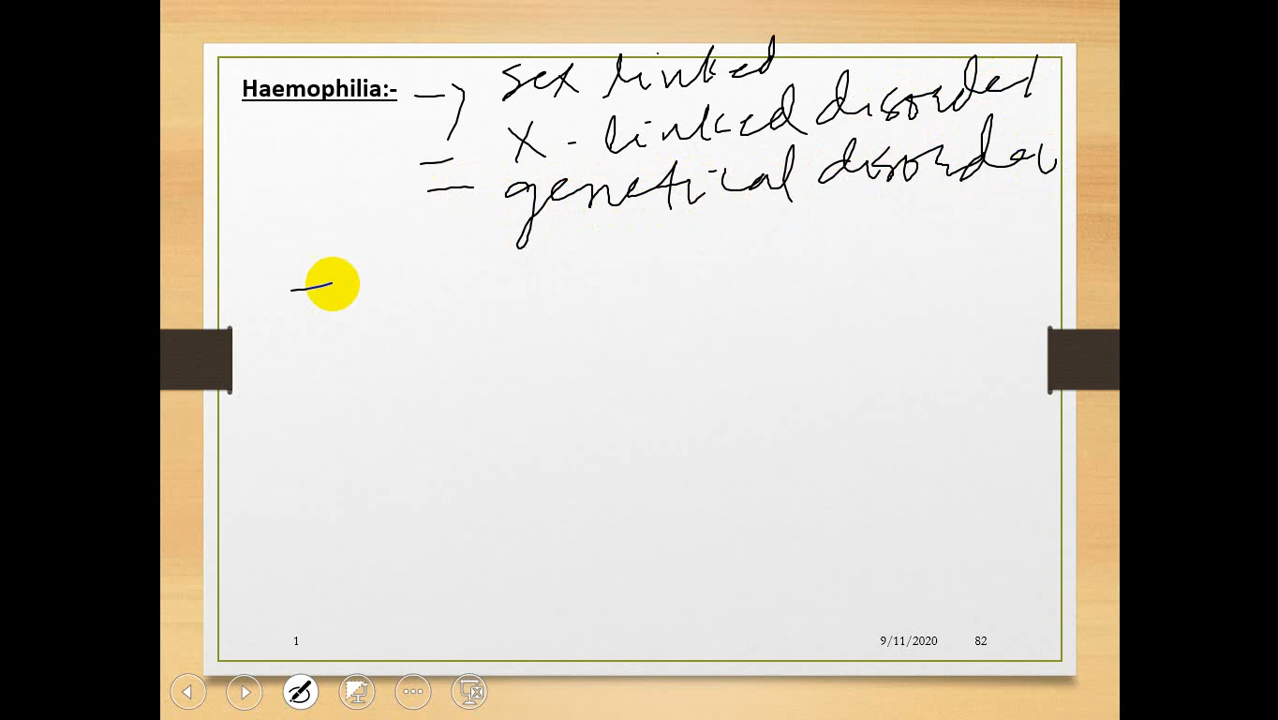 Haemophilia:- → sex linked
- X-linked disorder
- genetical disorder
1 9/11/2020 82